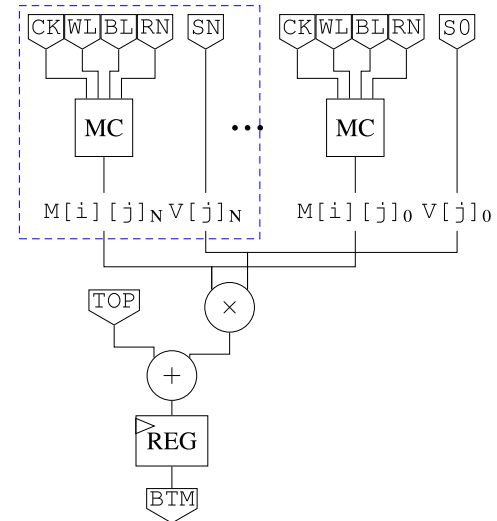 CK WL BL RN SN CK WL BL RN S0
MC ••• MC
M[i][j]N V[j]N M[i][j]0 V[j]0
×
TOP
+
REG
BTM